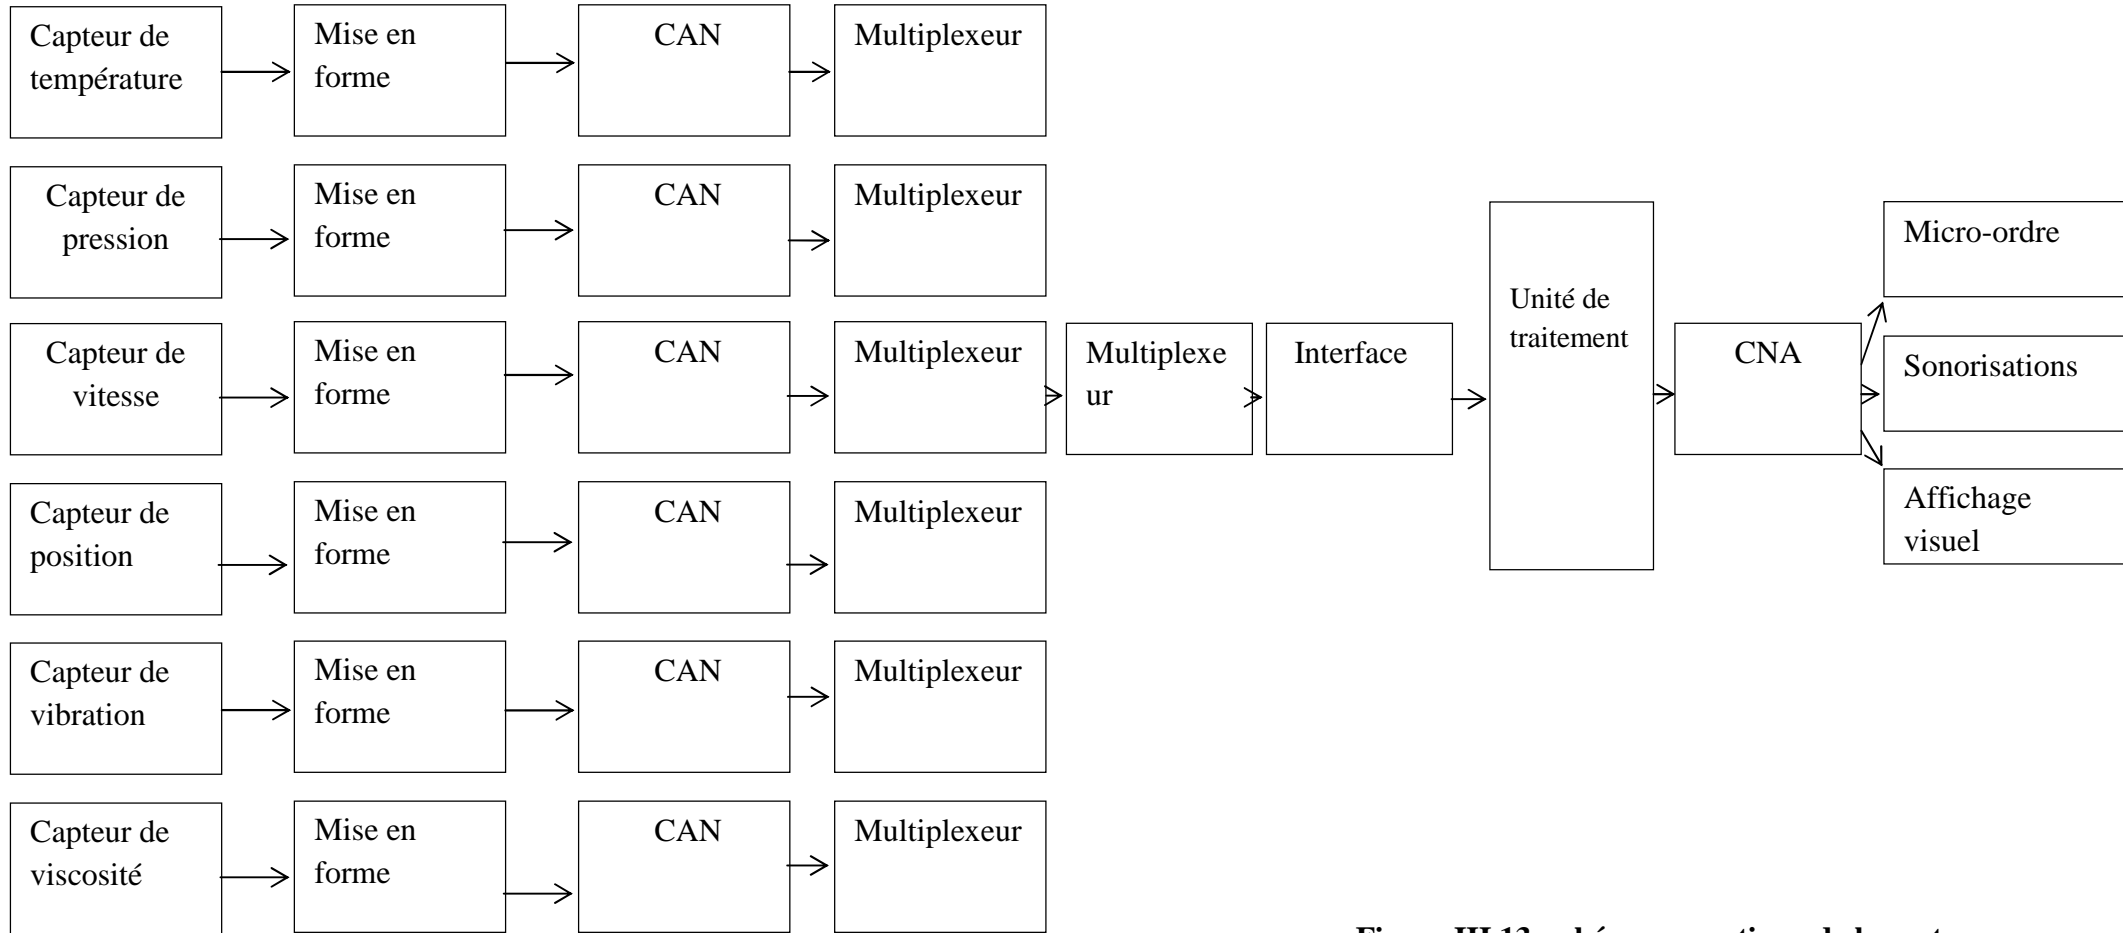 Capteur de
température
Mise en
forme
CAN
Multiplexeur
Capteur de
pression
Mise en
forme
CAN
Multiplexeur
Capteur de
vitesse
Mise en
forme
CAN
Multiplexeur
Multiplexe
ur
Interface
Unité de
traitement
CNA
Micro-ordre
Sonorisations
Affichage
visuel
Capteur de
position
Mise en
forme
CAN
Multiplexeur
Capteur de
vibration
Mise en
forme
CAN
Multiplexeur
Capteur de
viscosité
Mise en
forme
CAN
Multiplexeur